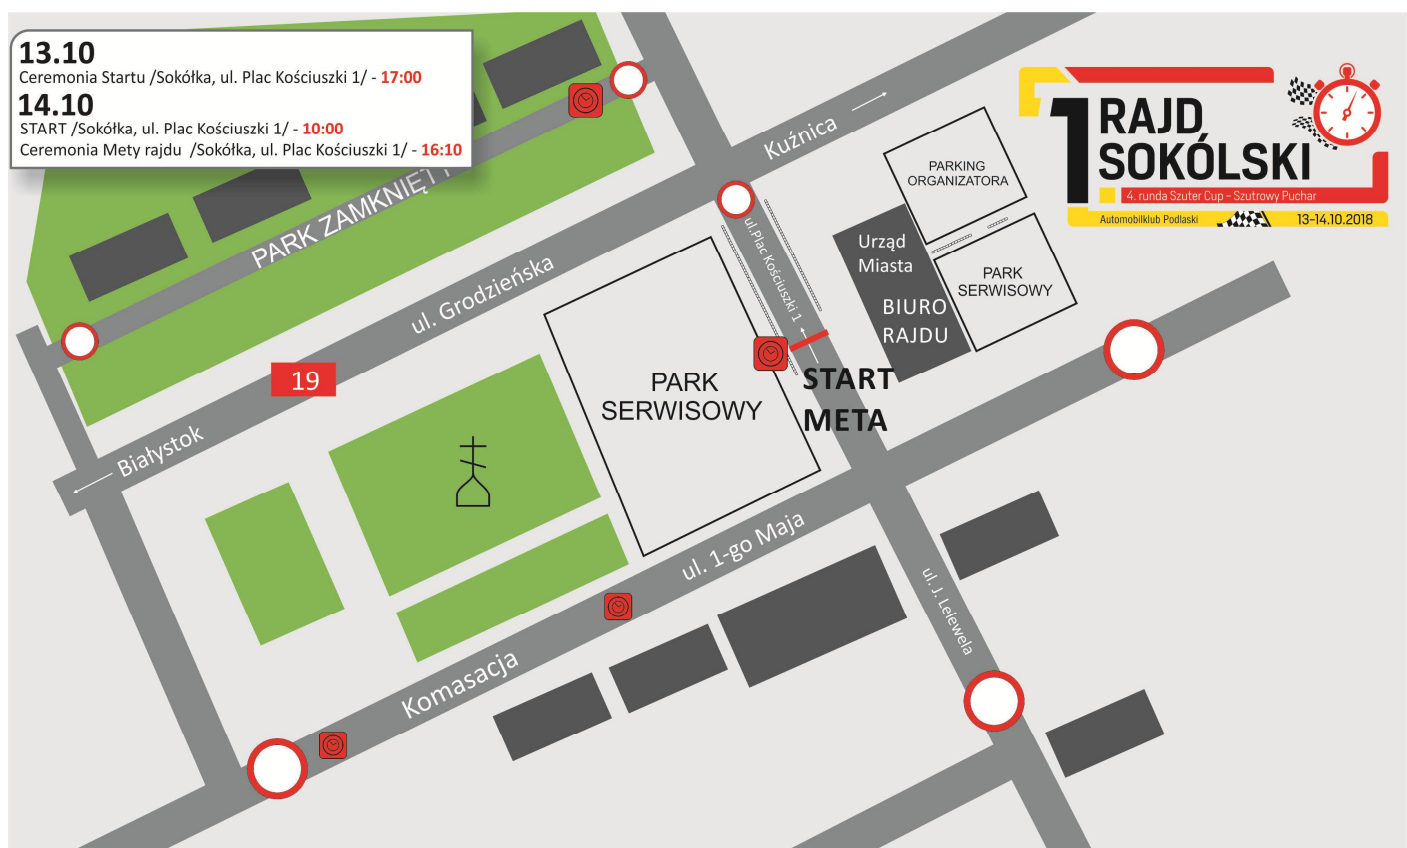 13.10
Ceremonia Startu /Sokółka, ul. Plac Kościuszki 1/ - 17:00
14.10
START /Sokółka, ul. Plac Kościuszki 1/ - 10:00
Ceremonia Mety rajdu /Sokółka, ul. Plac Kościuszki 1/ - 16:10
1 RAJD
SOKÓLSKI
4. runda Szuter Cup – Szutrowy Puchar
Automobilklub Podlaski
13-14.10.2018
Kuźnica
PARKING
ORGANIZATORA
PARK
ul. Plac Kościuszki 1
Urząd
Miasta
PARK
SERWISOWY
BIURO
RAJDU
ul. Grodzieńska
19
Białystok
PARK
SERWISOWY
START
META
ul. 1-go Maja
ul. J. Leiewela
Komasacja